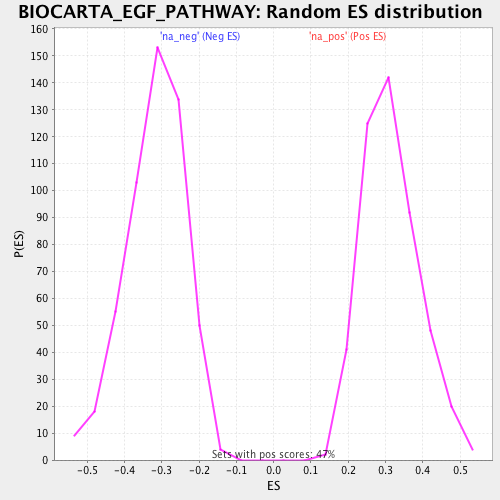 BIOCARTA_EGF_PATHWAY: Random ES distribution
'na_neg' (Neg ES)
'na_pos' (Pos ES)
160
150
140
130
120
110
100
90
80
70
60
50
40
30
20
10
0
P(ES)
Sets with pos scores: 47%
-0.5 -0.4 -0.3 -0.2 -0.1 0.0 0.1 0.2 0.3 0.4 0.5
ES